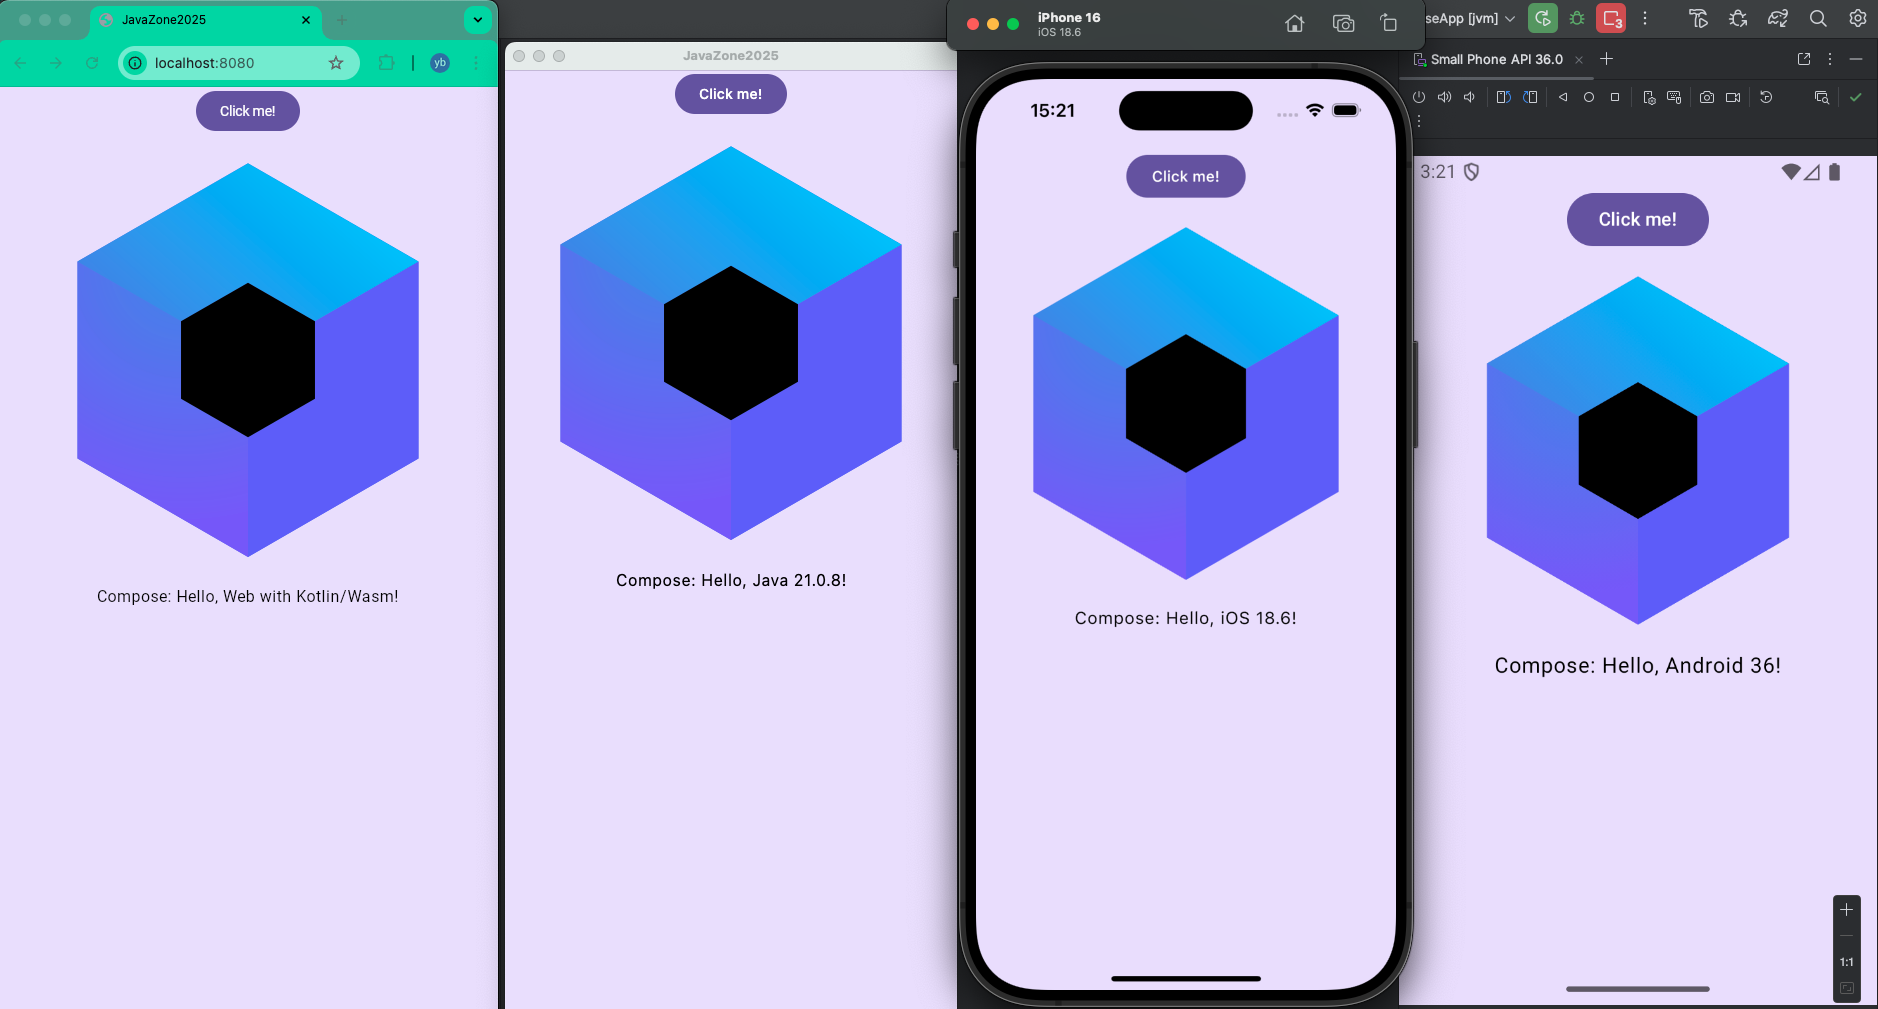 JavaZone2025
localhost:8080
yb
Click me!
Compose: Hello, Web with Kotlin/Wasm!
JavaZone2025
Click me!
Compose: Hello, Java 21.0.8!
iPhone 16
iOS 18.6
15:21
Click me!
Compose: Hello, iOS 18.6!
seApp [jvm]
3
Small Phone API 36.0
3:21
Click me!
Compose: Hello, Android 36!
1:1